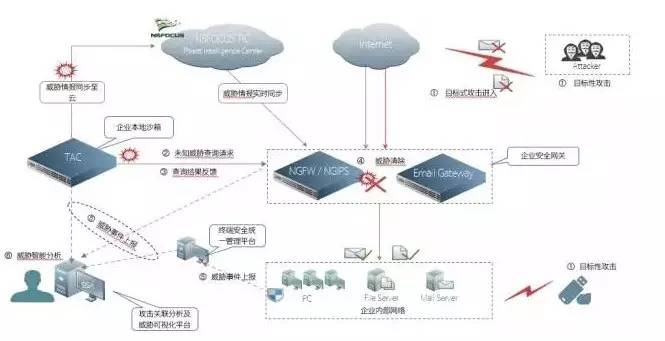 NSFOCUS
NSFOCUS TIC
Threat Intelligence Center
Internet
Attacker
① 目标性攻击
① 目标式攻击进入
威胁情报同步至
云
威胁情报实时同步
企业本地沙箱
TAC
② 未知威胁查询请求
③ 查询结果反馈
④ 威胁清除
NGFW / NGIPS
Email Gateway
企业安全网关
⑤ 威胁事件上报
终端安全统
一管理平台
⑥ 威胁智能分析
⑤ 威胁事件上报
BSA
攻击关联分析及
威胁可视化平台
PC
File Server
Mail Server
企业内部网络
① 目标性攻击